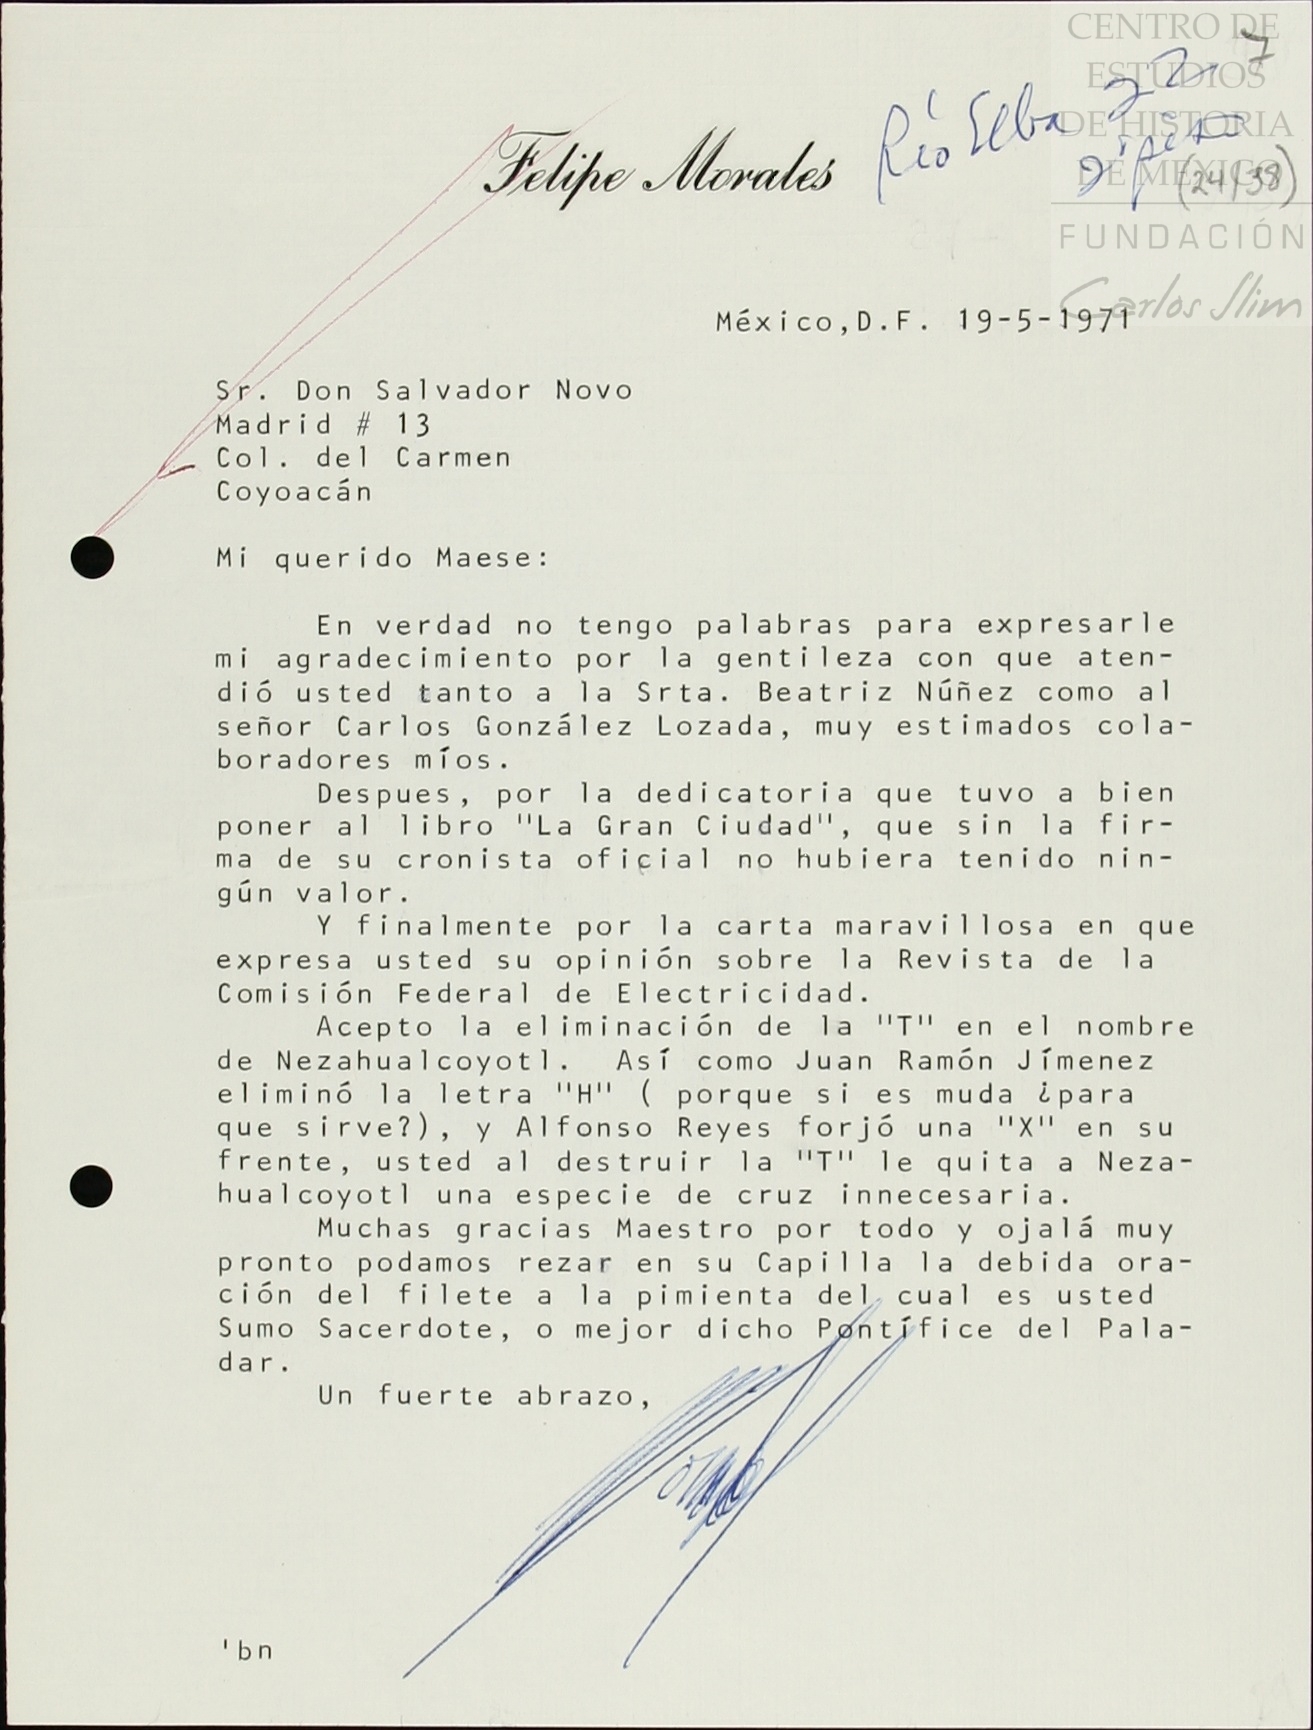 CENTRO DE
ESTUDIOS
DE HISTORIA
DE MÉXICO
FUNDACIÓN
Carlos Slim
7
Río Elba 22
2º piso
(24/38)
Felipe Morales
México,D.F. 19-5-1971
Sr. Don Salvador Novo
Madrid # 13
Col. del Carmen
Coyoacán
Mi querido Maese:
En verdad no tengo palabras para expresarle
mi agradecimiento por la gentileza con que aten-
dió usted tanto a la Srta. Beatriz Núñez como al
señor Carlos González Lozada, muy estimados cola-
boradores míos.
Despues, por la dedicatoria que tuvo a bien
poner al libro "La Gran Ciudad", que sin la fir-
ma de su cronista oficial no hubiera tenido nin-
gún valor.
Y finalmente por la carta maravillosa en que
expresa usted su opinión sobre la Revista de la
Comisión Federal de Electricidad.
Acepto la eliminación de la "T" en el nombre
de Nezahualcoyotl. Así como Juan Ramón Jímenez
eliminó la letra "H" ( porque si es muda ¿para
que sirve?), y Alfonso Reyes forjó una "X" en su
frente, usted al destruir la "T" le quita a Neza-
hualcoyotl una especie de cruz innecesaria.
Muchas gracias Maestro por todo y ojalá muy
pronto podamos rezar en su Capilla la debida ora-
ción del filete a la pimienta del cual es usted
Sumo Sacerdote, o mejor dicho Pontífice del Pala-
dar.
Un fuerte abrazo,
'bn